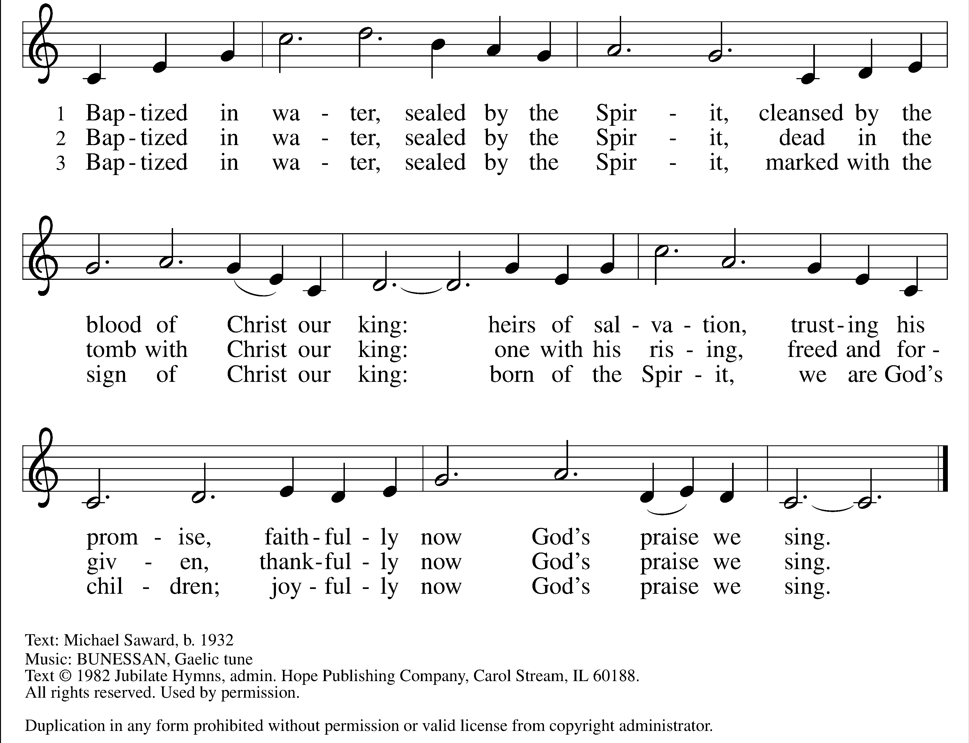 1 Bap - tized in wa - ter, sealed by the Spir - it, cleansed by the
2 Bap - tized in wa - ter, sealed by the Spir - it, dead in the
3 Bap - tized in wa - ter, sealed by the Spir - it, marked with the
blood of Christ our king: heirs of sal - va - tion, trust - ing his
tomb with Christ our king: one with his ris - ing, freed and for -
sign of Christ our king: born of the Spir - it, we are God's
prom - ise, faith - ful - ly now God's praise we sing.
giv - en, thank - ful - ly now God's praise we sing.
chil - dren; joy - ful - ly now God's praise we sing.
Text: Michael Saward, b. 1932
Music: BUNESSAN, Gaelic tune
Text © 1982 Jubilate Hymns, admin. Hope Publishing Company, Carol Stream, IL 60188.
All rights reserved. Used by permission.
Duplication in any form prohibited without permission or valid license from copyright administrator.